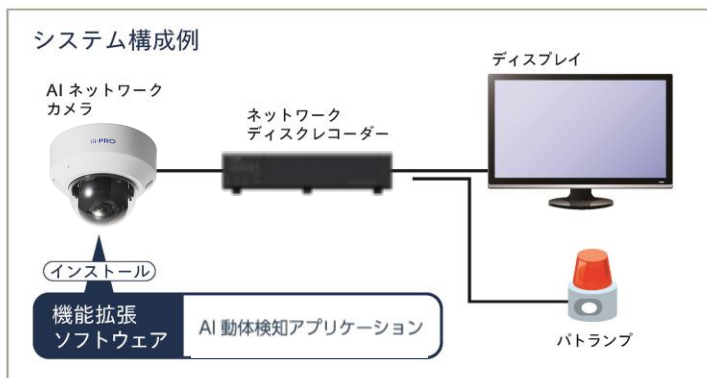 システム構成例
AI ネットワーク
カメラ
i-PRO
ネットワーク
ディスクレコーダー
ディスプレイ
インストール
機能拡張
ソフトウェア
AI 動体検知アプリケーション
パトランプ